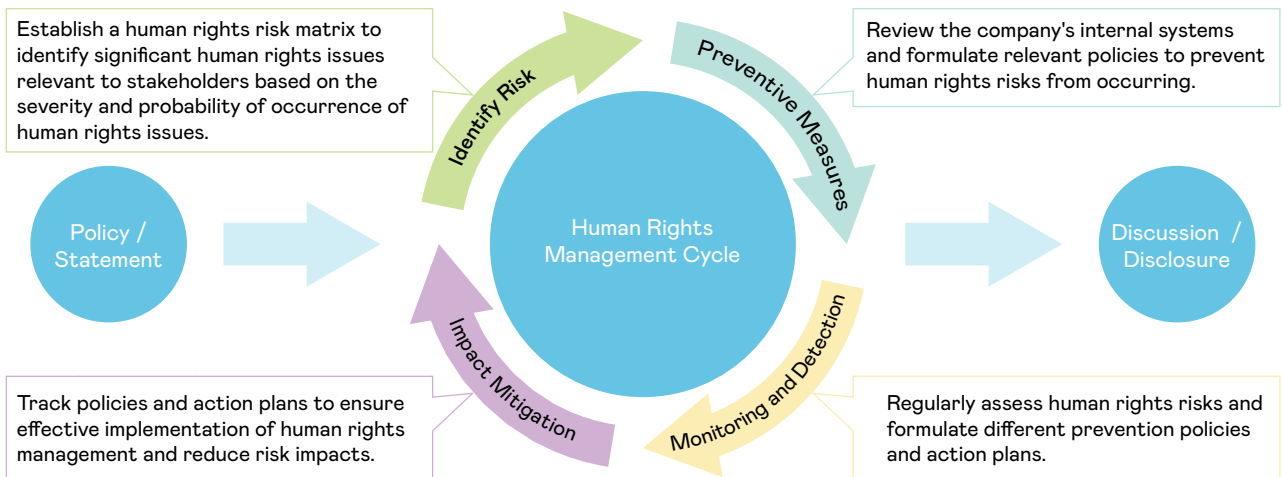 Establish a human rights risk matrix to
identify significant human rights issues
relevant to stakeholders based on the
severity and probability of occurrence of
human rights issues.
Identify Risk
Preventive Measures
Review the company's internal systems
and formulate relevant policies to prevent
human rights risks from occurring.
Policy /
Statement
Human Rights
Management Cycle
Discussion /
Disclosure
Impact Mitigation
Monitoring and Detection
Track policies and action plans to ensure
effective implementation of human rights
management and reduce risk impacts.
Regularly assess human rights risks and
formulate different prevention policies
and action plans.